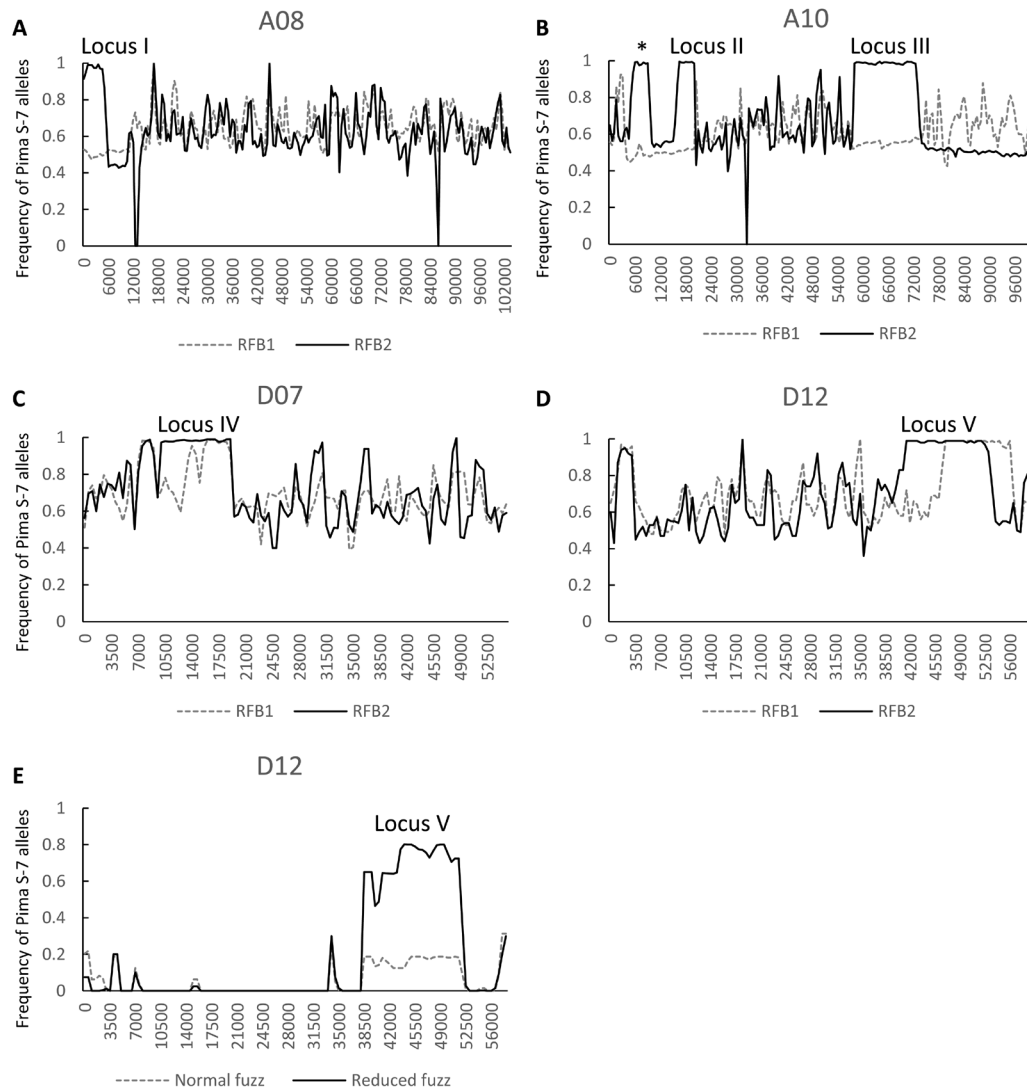 A
A08
Locus I
Frequency of Pima S-7 alleles
1
0.8
0.6
0.4
0.2
0
0 6000 12000 18000 24000 30000 36000 42000 48000 54000 60000 66000 72000 78000 84000 90000 96000 102000
RFB1 RFB2
B
A10
* Locus II Locus III
Frequency of Pima S-7 alleles
1
0.8
0.6
0.4
0.2
0
0 6000 12000 18000 24000 30000 36000 42000 48000 54000 60000 66000 72000 78000 84000 90000 96000
RFB1 RFB2
C
D07
Locus IV
Frequency of Pima S-7 alleles
1
0.8
0.6
0.4
0.2
0
0 3500 7000 10500 14000 17500 21000 24500 28000 31500 35000 38500 42000 45500 49000 52500
RFB1 RFB2
D
D12
Locus V
Frequency of Pima S-7 alleles
1
0.8
0.6
0.4
0.2
0
0 3500 7000 10500 14000 17500 21000 24500 28000 31500 35000 38500 42000 45500 49000 52500 56000
RFB1 RFB2
E
D12
Locus V
Frequency of Pima S-7 alleles
1
0.8
0.6
0.4
0.2
0
0 3500 7000 10500 14000 17500 21000 24500 28000 31500 35000 38500 42000 45500 49000 52500 56000
Normal fuzz Reduced fuzz